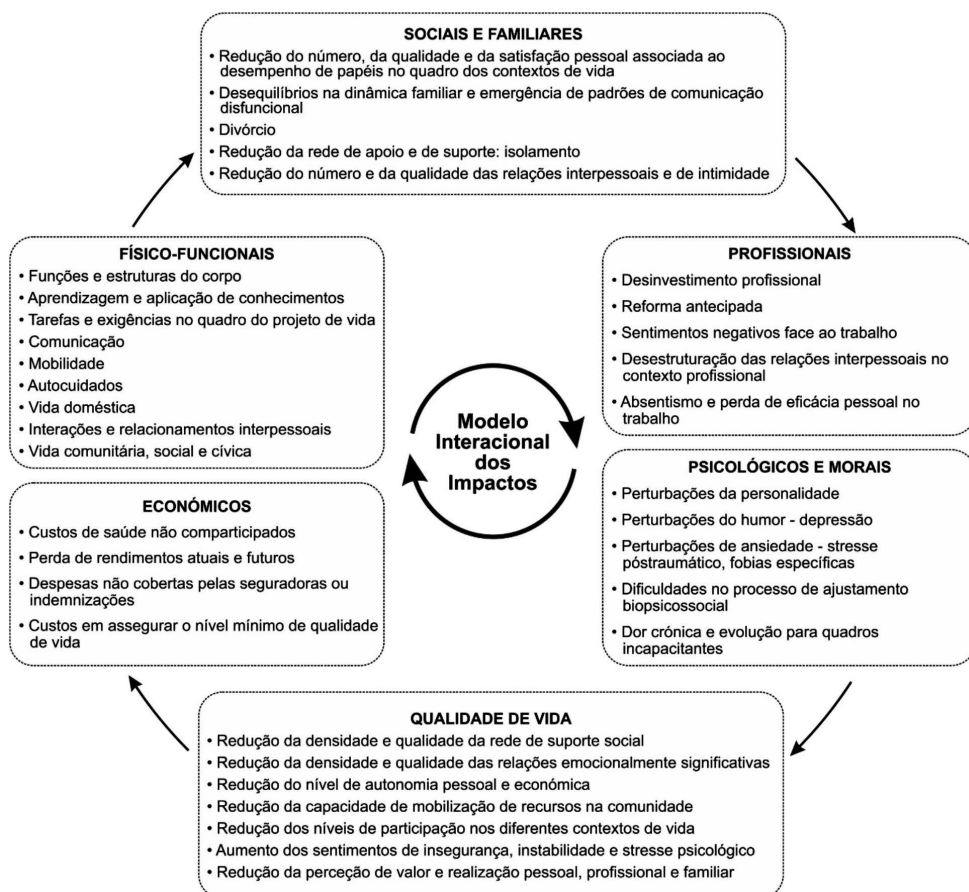 SOCIAIS E FAMILIARES
• Redução do número, da qualidade e da satisfação pessoal associada ao
desempenho de papéis no quadro dos contextos de vida
• Desequilíbrios na dinâmica familiar e emergência de padrões de comunicação
disfuncional
• Divórcio
• Redução da rede de apoio e de suporte: isolamento
• Redução do número e da qualidade das relações interpessoais e de intimidade
FÍSICO-FUNCIONAIS
• Funções e estruturas do corpo
• Aprendizagem e aplicação de conhecimentos
• Tarefas e exigências no quadro do projeto de vida
• Comunicação
• Mobilidade
• Autocuidados
• Vida doméstica
• Interações e relacionamentos interpessoais
• Vida comunitária, social e cívica
PROFISSIONAIS
• Desinvestimento profissional
• Reforma antecipada
• Sentimentos negativos face ao trabalho
• Desestruturação das relações interpessoais no
contexto profissional
• Absentismo e perda de eficácia pessoal no
trabalho
Modelo
Interacional
dos
Impactos
ECONÓMICOS
• Custos de saúde não comparticipados
• Perda de rendimentos atuais e futuros
• Despesas não cobertas pelas seguradoras ou
indemnizações
• Custos em assegurar o nível mínimo de qualidade
de vida
PSICOLÓGICOS E MORAIS
• Perturbações da personalidade
• Perturbações do humor - depressão
• Perturbações de ansiedade - stresse
póstraumático, fobias específicas
• Dificuldades no processo de ajustamento
biopsicossocial
• Dor crónica e evolução para quadros
incapacitantes
QUALIDADE DE VIDA
• Redução da densidade e qualidade da rede de suporte social
• Redução da densidade e qualidade das relações emocionalmente significativas
• Redução do nível de autonomia pessoal e económica
• Redução da capacidade de mobilização de recursos na comunidade
• Redução dos níveis de participação nos diferentes contextos de vida
• Aumento dos sentimentos de insegurança, instabilidade e stresse psicológico
• Redução da perceção de valor e realização pessoal, profissional e familiar